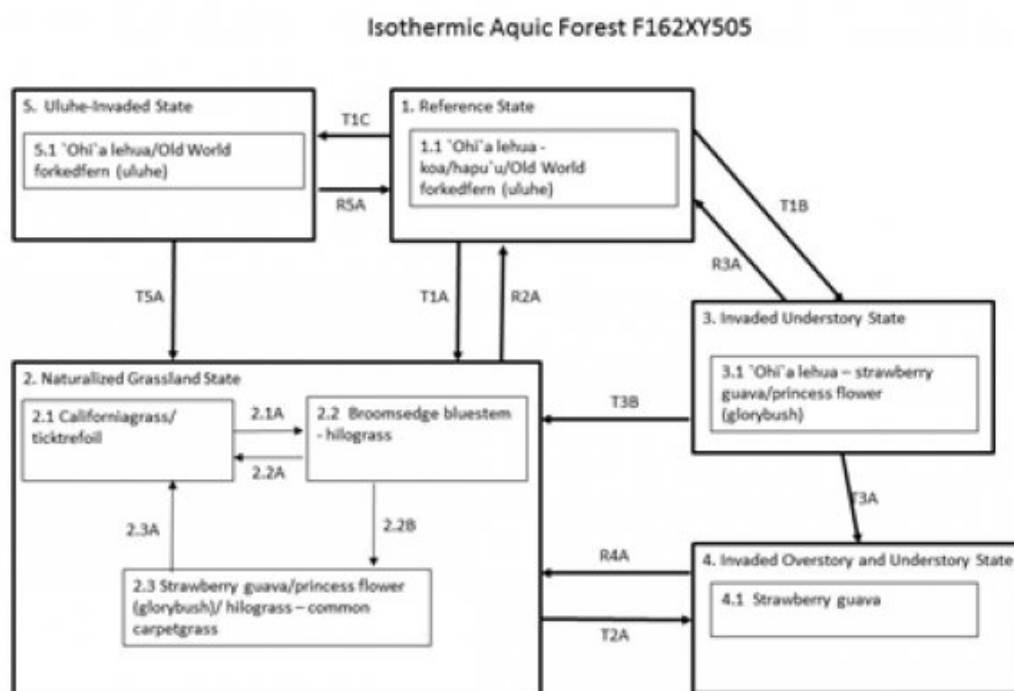 Isothermic Aquic Forest F162XY505
5. Uluhe-Invaded State
5.1 `Ohi`a lehua/Old World
forkedfern (uluhe)
T1C
R5A
1. Reference State
1.1 `Ohi`a lehua -
koa/hapu`u/Old World
forkedfern (uluhe)
T1B
R3A
T5A
T1A
R2A
3. Invaded Understory State
3.1 `Ohi`a lehua – strawberry
guava/princess flower
(glorybush)
2. Naturalized Grassland State
2.1 Californiagrass/
ticktrefoil
2.1A
2.2A
2.2 Broomsedge bluestem
- hilograss
T3B
2.3A
2.2B
T3A
2.3 Strawberry guava/princess flower
(glorybush)/ hilograss – common
carpetgrass
R4A
T2A
4. Invaded Overstory and Understory State
4.1 Strawberry guava